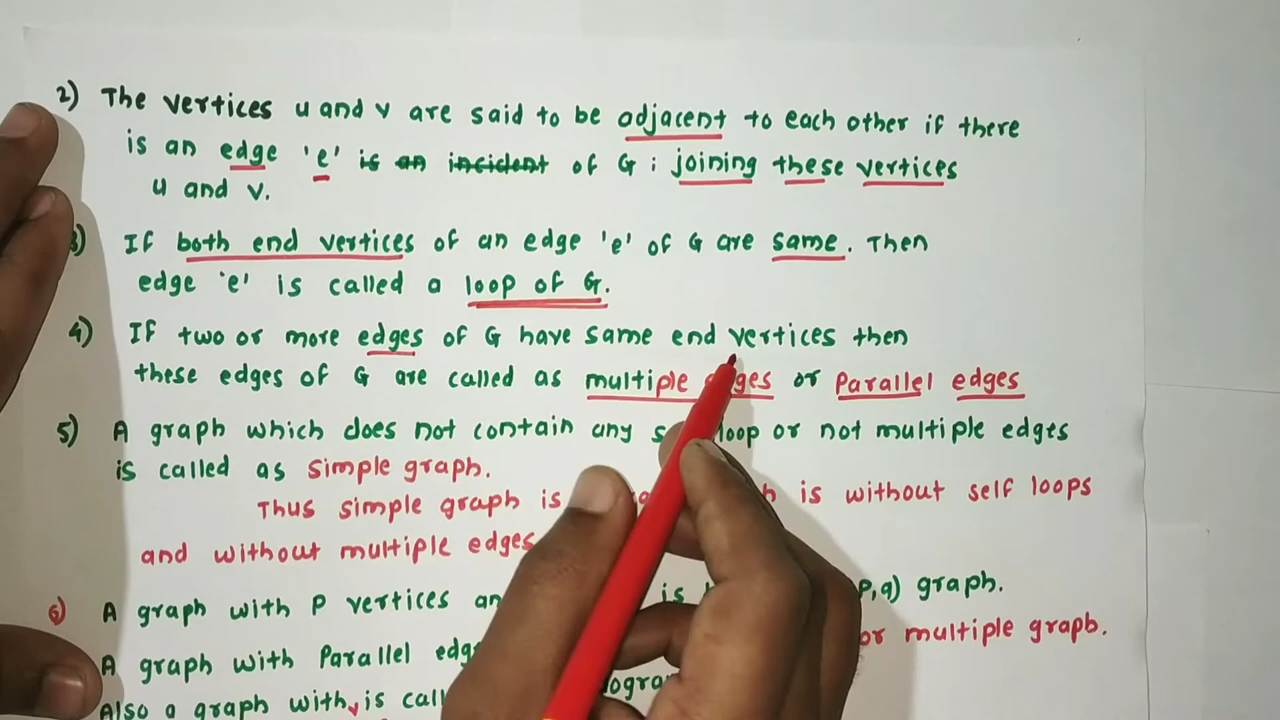 2) The vertices u and v are said to be adjacent to each other if there
is an edge 'e' is an incident of G : joining these vertices
u and v.
3) If both end vertices of an edge 'e' of G are same. Then
edge 'e' is called a loop of G.
4) If two or more edges of G have same end vertices then
these edges of G are called as multiple edges or Parallel edges
5) A graph which does not contain any loop or not multiple edges
is called as simple graph.
Thus simple graph is is without self loops
and without multiple edges
6) A graph with P vertices is P,q) graph.
A graph with Parallel or multiple graph.
Also a graph with is